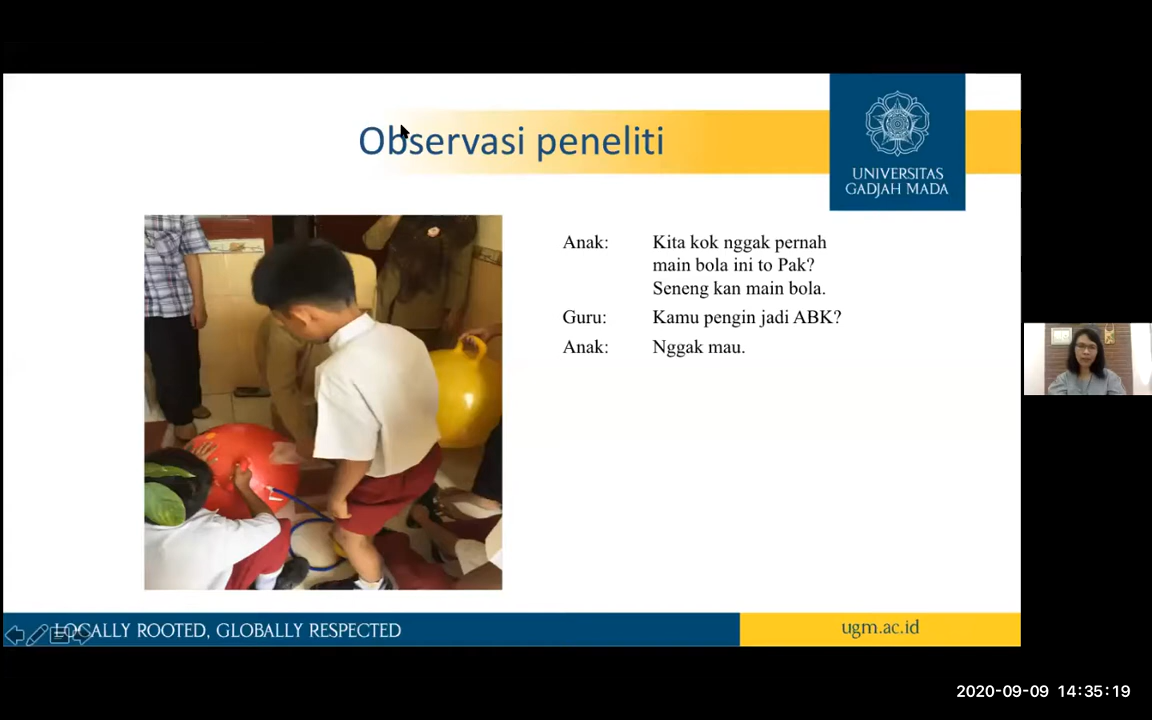 Observasi peneliti
UNIVERSITAS
GADJAH MADA
Anak: Kita kok nggak pernah
main bola ini to Pak?
Seneng kan main bola.
Guru: Kamu pengin jadi ABK?
Anak: Nggak mau.
LOCALLY ROOTED, GLOBALLY RESPECTED
ugm.ac.id
2020-09-09 14:35:19